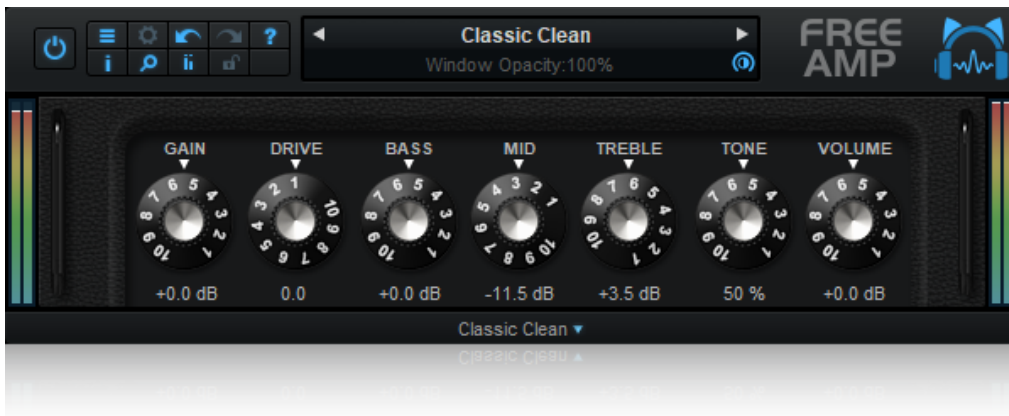 Classic Clean
Window Opacity:100%
FREE
AMP
?
i
GAIN DRIVE BASS MID TREBLE TONE VOLUME
+0.0 dB 0.0 +0.0 dB -11.5 dB +3.5 dB 50 % +0.0 dB
Classic Clean